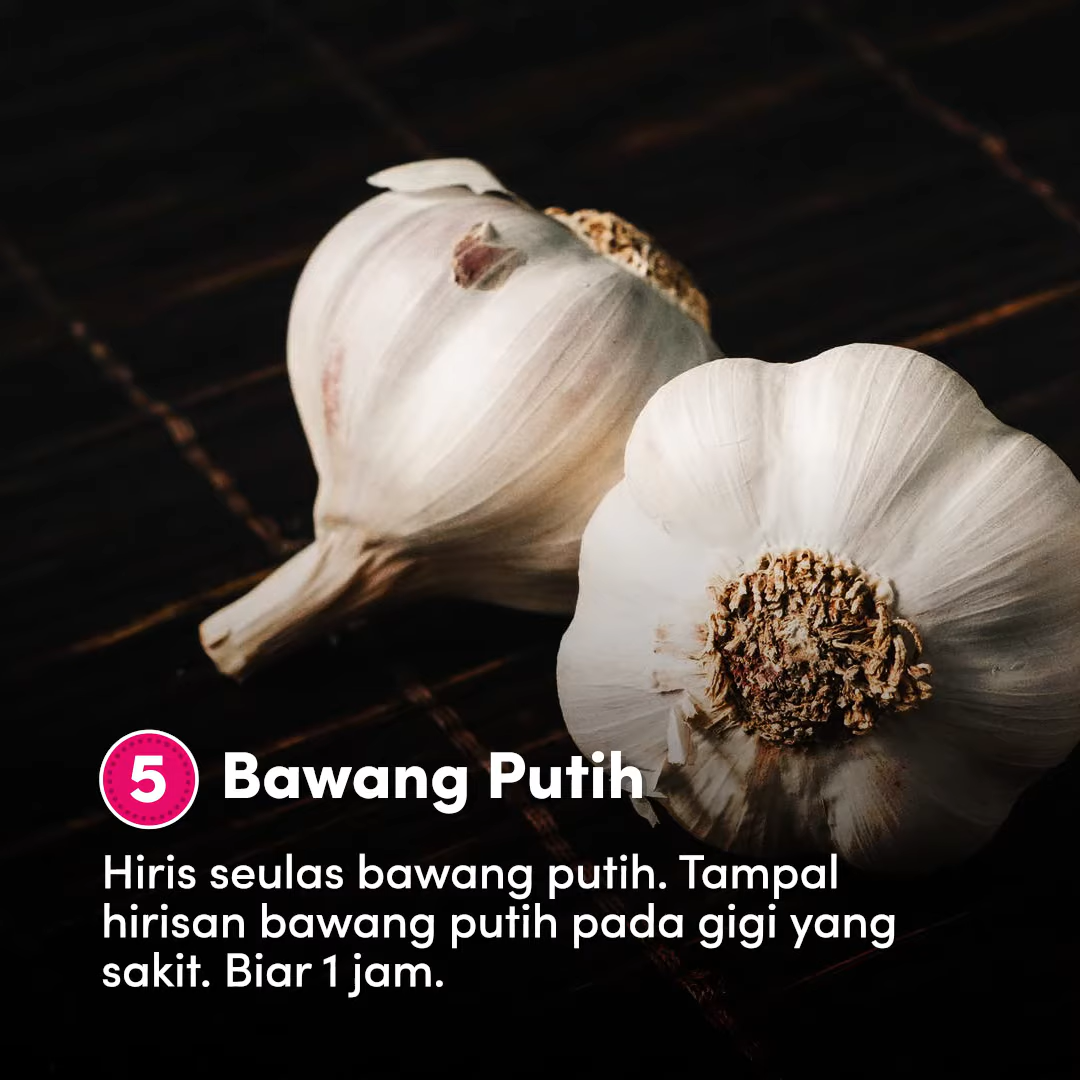 5 Bawang Putih
Hiris seulas bawang putih. Tampal
hirisan bawang putih pada gigi yang
sakit. Biar 1 jam.